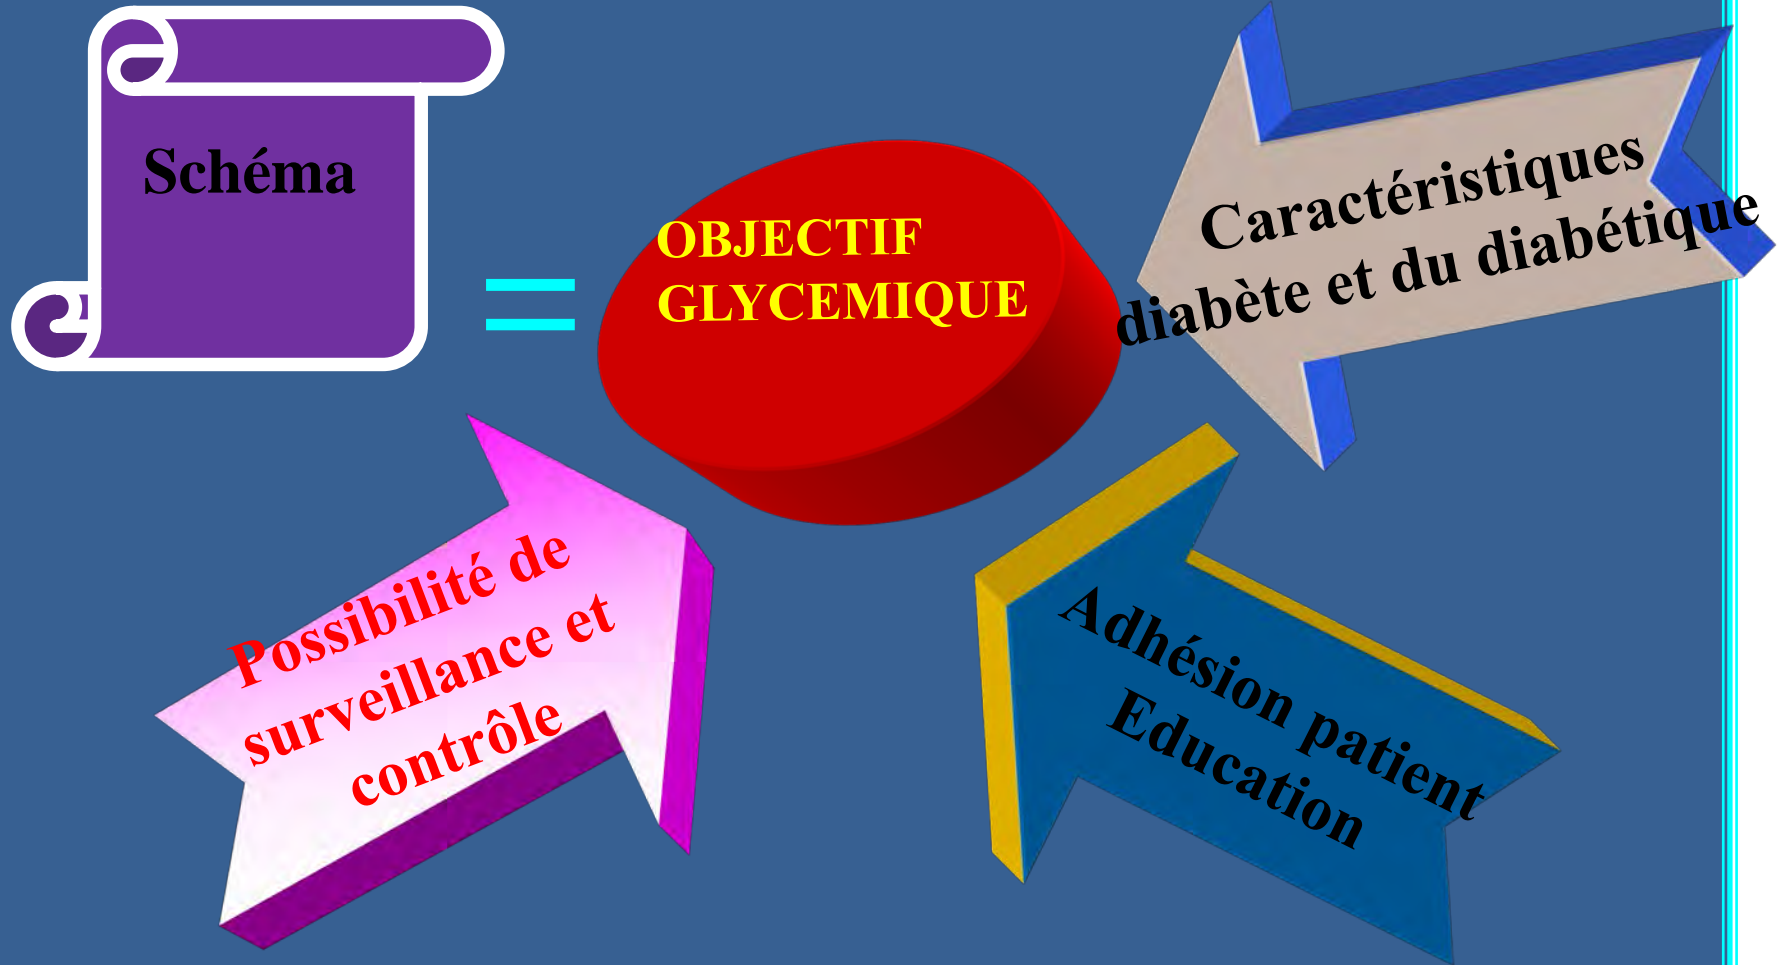 Schéma
=
OBJECTIF
GLYCEMIQUE
Caractéristiques
diabète et du diabétique
Possibilité de
surveillance et
contrôle
Adhésion patient
Education